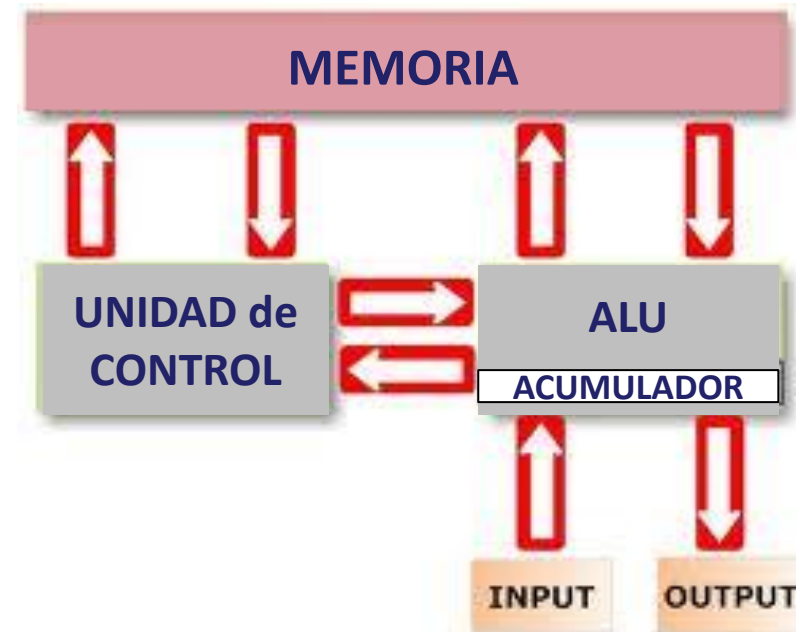 MEMORIA
UNIDAD de
CONTROL
ALU
ACUMULADOR
INPUT
OUTPUT